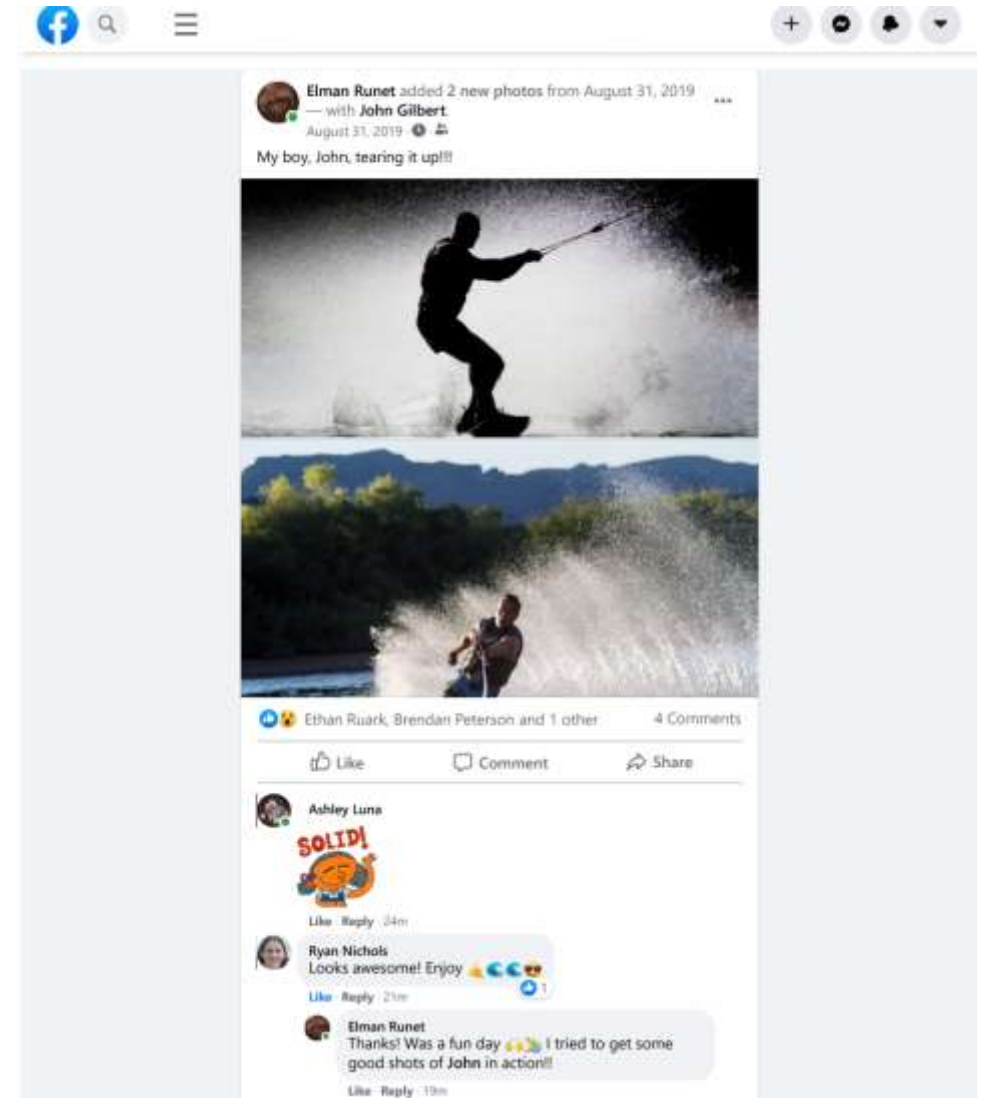 Elman Runet added 2 new photos from August 31, 2019
— with John Gilbert.
August 31, 2019
My boy, John, tearing it up!!!
Ethan Ruark, Brendan Peterson and 1 other
4 Comments
Like
Comment
Share
Ashley Luna
SOLID!
Like · Reply · 24m
Ryan Nichols
Looks awesome! Enjoy 🤙🌊🌊😎
1
Like · Reply · 21m
Elman Runet
Thanks! Was a fun day I tried to get some
good shots of John in action!!
Like · Reply · 19m